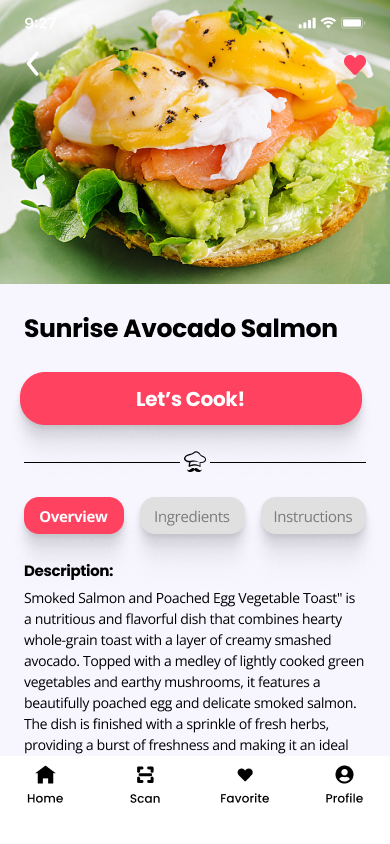 9:27
Sunrise Avocado Salmon
Let’s Cook!
Overview Ingredients Instructions
Description:
Smoked Salmon and Poached Egg Vegetable Toast" is
a nutritious and flavorful dish that combines hearty
whole-grain toast with a layer of creamy smashed
avocado. Topped with a medley of lightly cooked green
vegetables and earthy mushrooms, it features a
beautifully poached egg and delicate smoked salmon.
The dish is finished with a sprinkle of fresh herbs,
providing a burst of freshness and making it an ideal
Home Scan Favorite Profile